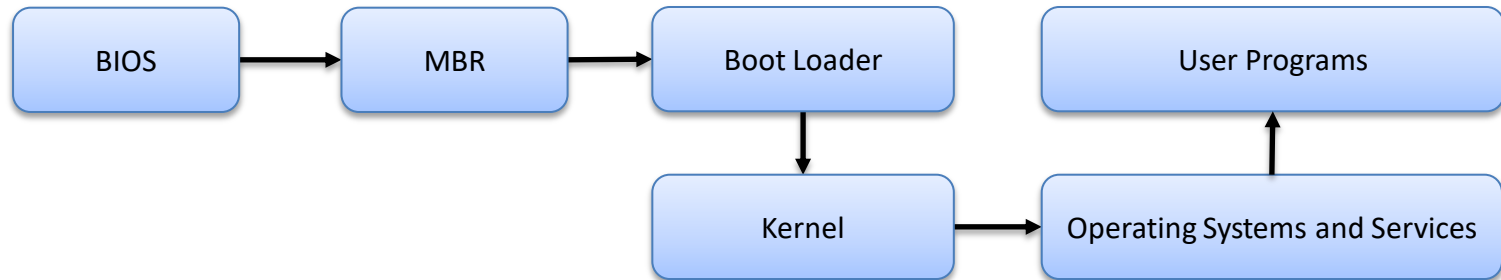 BIOS
MBR
Boot Loader
User Programs
Kernel
Operating Systems and Services